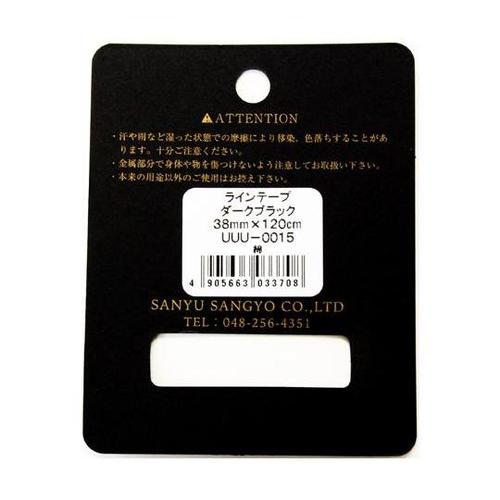 ⚠ATTENTION
・汗や雨など湿った状態での摩擦により移染、色落ちすることがあ
ります。十分ご注意ください。
・金属部分で身体や物を傷つけないよう注意してお取扱い下さい。
・本来の用途以外のご使用はお控え下さい。
ラインテープ
ダークブラック
38mm×120cm
UUU-0015
綿
4 905663 033708
SANYU SANGYO CO.,LTD
TEL : 048-256-4351